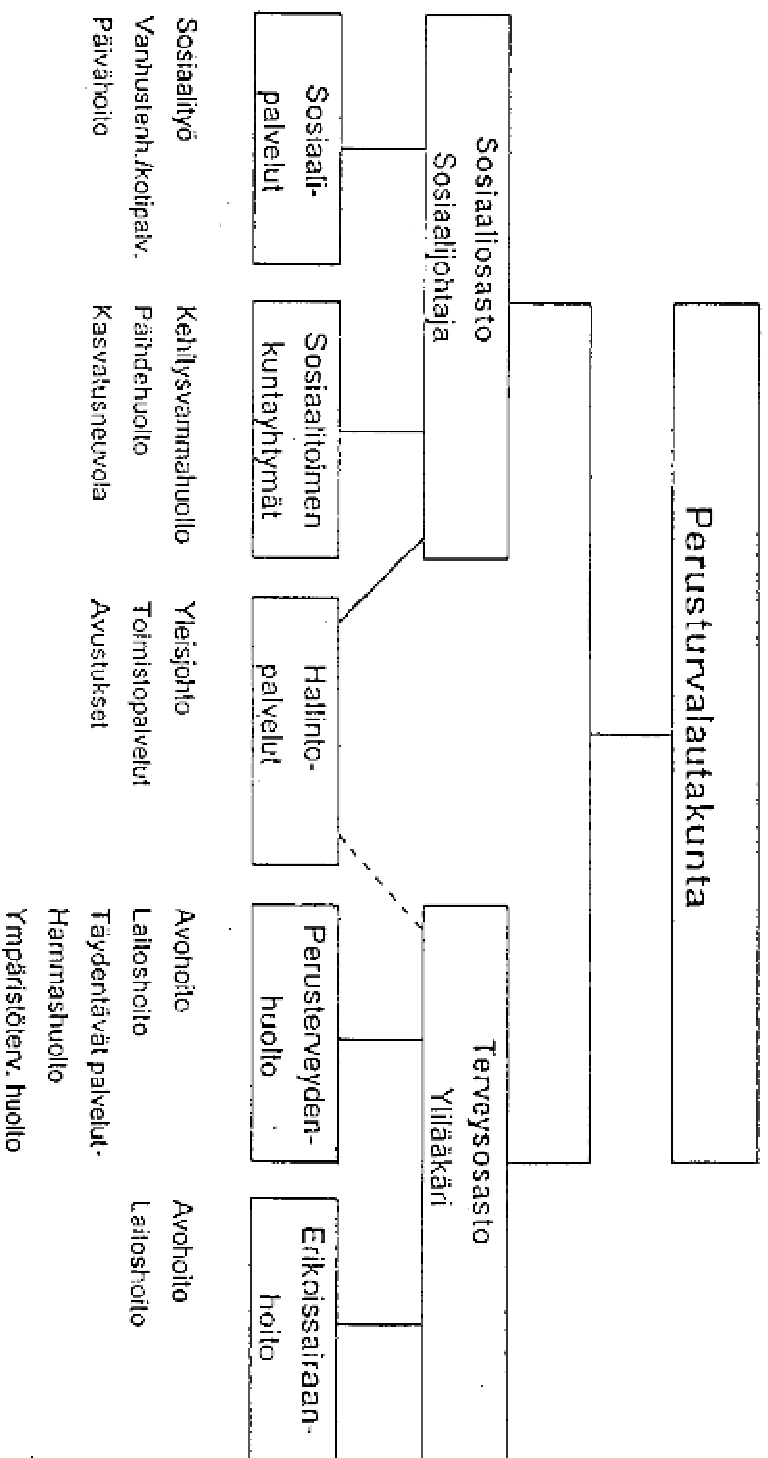 Perusturvalautakunta
Sosiaaliosasto
Sosiaalijohtaja
Terveysosasto
Ylilääkäri
Sosiaali-
palvelut
Sosiaalitoimen
kuntayhtymät
Hallinto-
palvelut
Perusterveyden-
huolto
Erikoissairaan-
hoito
Sosiaalityö
Vanhustenh./kotipalv.
Päivähoito
Kehitysvammahuolto
Päihdehuolto
Kasvatusneuvola
Yleisjohto
Toimistopalvelut
Avustukset
Avohoito
Laitoshoito
Täydentävät palvelut-
Hammashuolto
Ympäristöterv. huolto
Avohoito
Laitoshoito